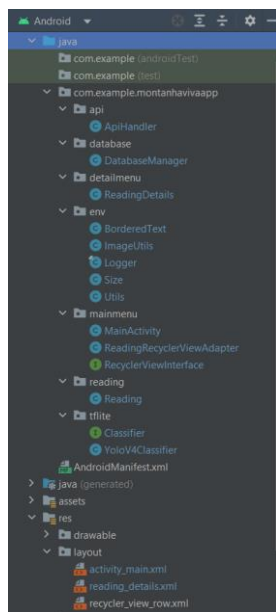 Android
java
com.example (androidTest)
com.example (test)
com.example.montanhavivaapp
api
ApiHandler
database
DatabaseManager
detailmenu
ReadingDetails
env
BorderedText
ImageUtils
Logger
Size
Utils
mainmenu
MainActivity
ReadingRecyclerViewAdapter
RecyclerViewInterface
reading
Reading
tflite
Classifier
YoloV4Classifier
AndroidManifest.xml
java (generated)
assets
res
drawable
layout
activity_main.xml
reading_details.xml
recycler_view_row.xml